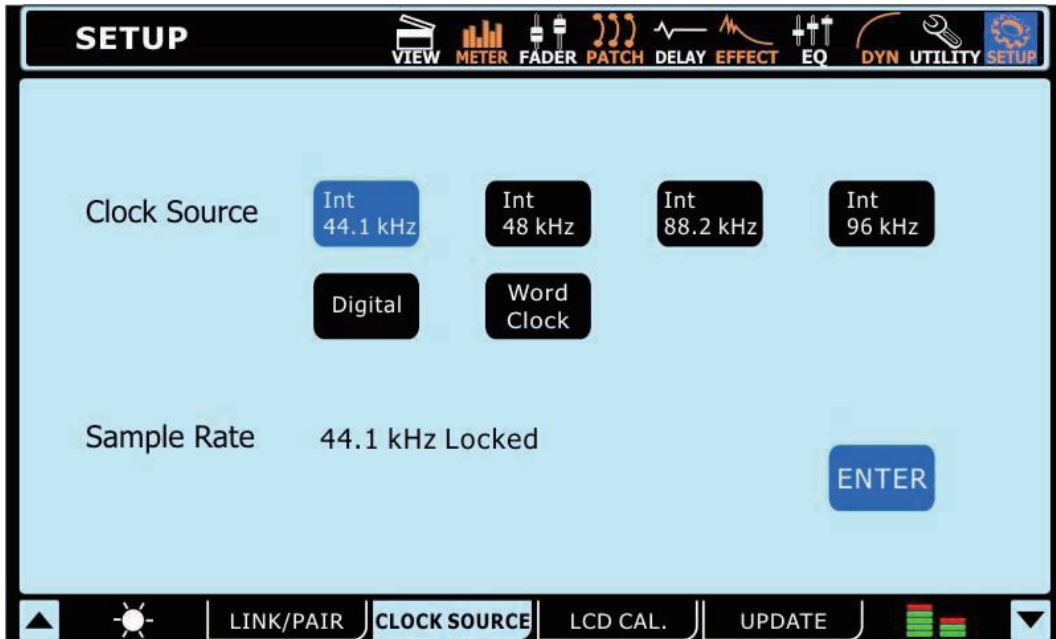 SETUP
VIEW METER FADER PATCH DELAY EFFECT EQ DYN UTILITY SETUP
Clock Source
Int
44.1 kHz
Int
48 kHz
Int
88.2 kHz
Int
96 kHz
Digital
Word
Clock
Sample Rate 44.1 kHz Locked
ENTER
LINK/PAIR CLOCK SOURCE LCD CAL. UPDATE